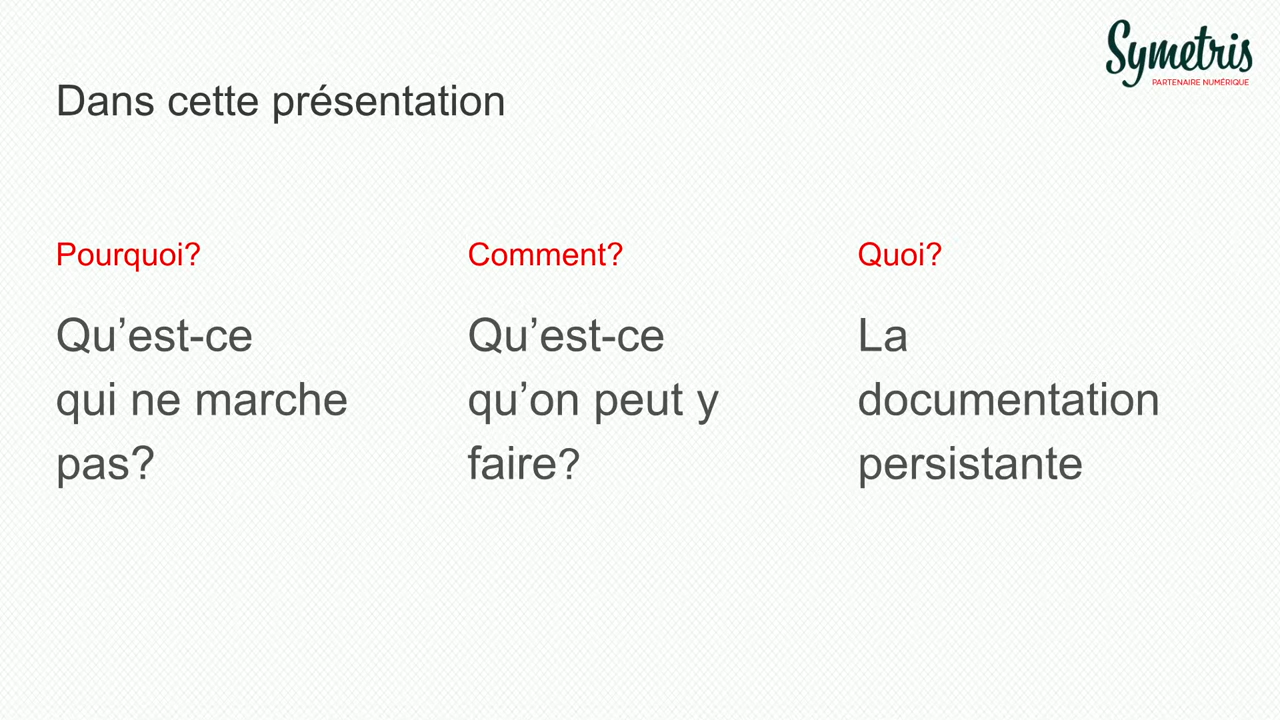 Symetris
PARTENAIRE NUMÉRIQUE
Dans cette présentation
Pourquoi?
Qu’est-ce
qui ne marche
pas?
Comment?
Qu’est-ce
qu’on peut y
faire?
Quoi?
La
documentation
persistante